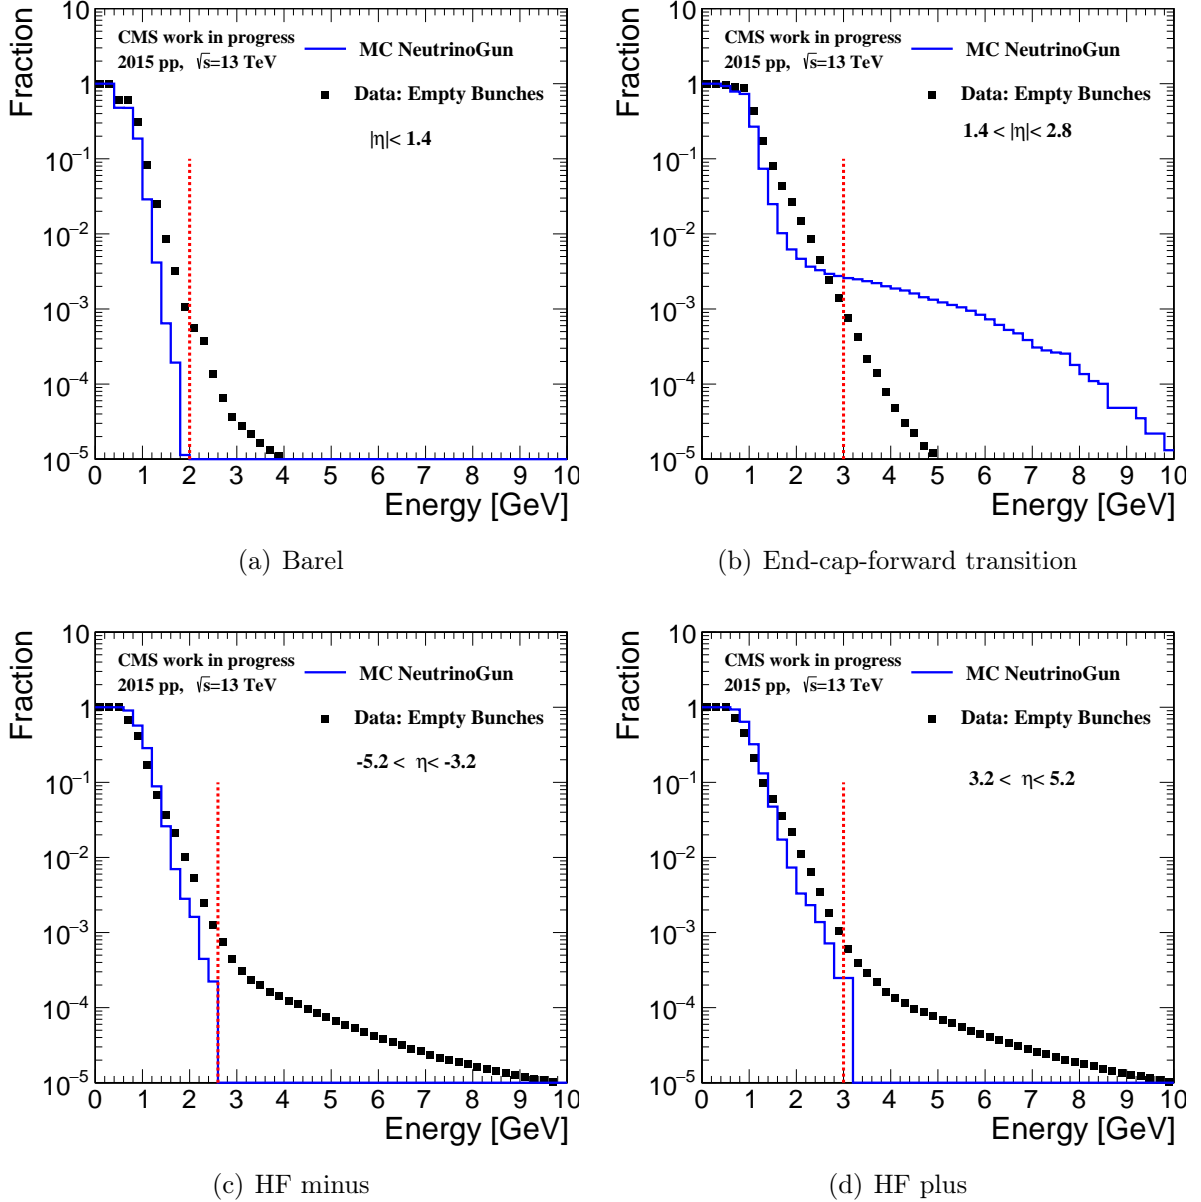 Fraction
10
1
10−1
10−2
10−3
10−4
10−5
CMS work in progress
2015 pp, √s=13 TeV
MC NeutrinoGun
Data: Empty Bunches
|η|< 1.4
0 1 2 3 4 5 6 7 8 9 10
Energy [GeV]
(a) Barel
Fraction
10
1
10−1
10−2
10−3
10−4
10−5
CMS work in progress
2015 pp, √s=13 TeV
MC NeutrinoGun
Data: Empty Bunches
1.4 < |η|< 2.8
0 1 2 3 4 5 6 7 8 9 10
Energy [GeV]
(b) End-cap-forward transition
Fraction
10
1
10−1
10−2
10−3
10−4
10−5
CMS work in progress
2015 pp, √s=13 TeV
MC NeutrinoGun
Data: Empty Bunches
-5.2 < η< -3.2
0 1 2 3 4 5 6 7 8 9 10
Energy [GeV]
(c) HF minus
Fraction
10
1
10−1
10−2
10−3
10−4
10−5
CMS work in progress
2015 pp, √s=13 TeV
MC NeutrinoGun
Data: Empty Bunches
3.2 < η< 5.2
0 1 2 3 4 5 6 7 8 9 10
Energy [GeV]
(d) HF plus